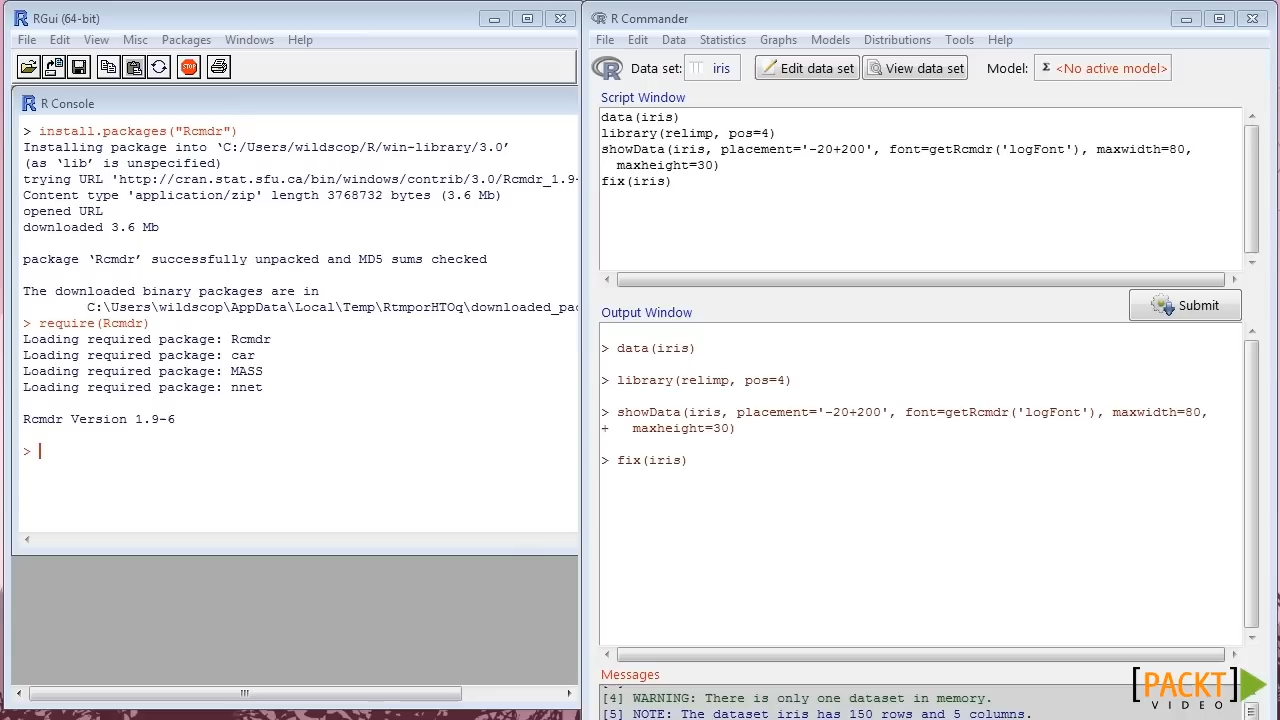 RGui (64-bit)
File Edit View Misc Packages Windows Help
STOP
R Console
> install.packages("Rcmdr")
Installing package into ‘C:/Users/wildscop/R/win-library/3.0’
(as ‘lib’ is unspecified)
trying URL 'http://cran.stat.sfu.ca/bin/windows/contrib/3.0/Rcmdr_1.9-
Content type 'application/zip' length 3768732 bytes (3.6 Mb)
opened URL
downloaded 3.6 Mb
package ‘Rcmdr’ successfully unpacked and MD5 sums checked
The downloaded binary packages are in
C:\Users\wildscop\AppData\Local\Temp\RtmporHTOq\downloaded_pac
> require(Rcmdr)
Loading required package: Rcmdr
Loading required package: car
Loading required package: MASS
Loading required package: nnet
Rcmdr Version 1.9-6
>
R Commander
File Edit Data Statistics Graphs Models Distributions Tools Help
Data set: iris Edit data set View data set Model: Σ <No active model>
Script Window
data(iris)
library(relimp, pos=4)
showData(iris, placement='-20+200', font=getRcmdr('logFont'), maxwidth=80,
maxheight=30)
fix(iris)
Submit
Output Window
> data(iris)
> library(relimp, pos=4)
> showData(iris, placement='-20+200', font=getRcmdr('logFont'), maxwidth=80,
+ maxheight=30)
> fix(iris)
Messages
[4] WARNING: There is only one dataset in memory.
[5] NOTE: The dataset iris has 150 rows and 5 columns.
[PACKT]
VIDEO